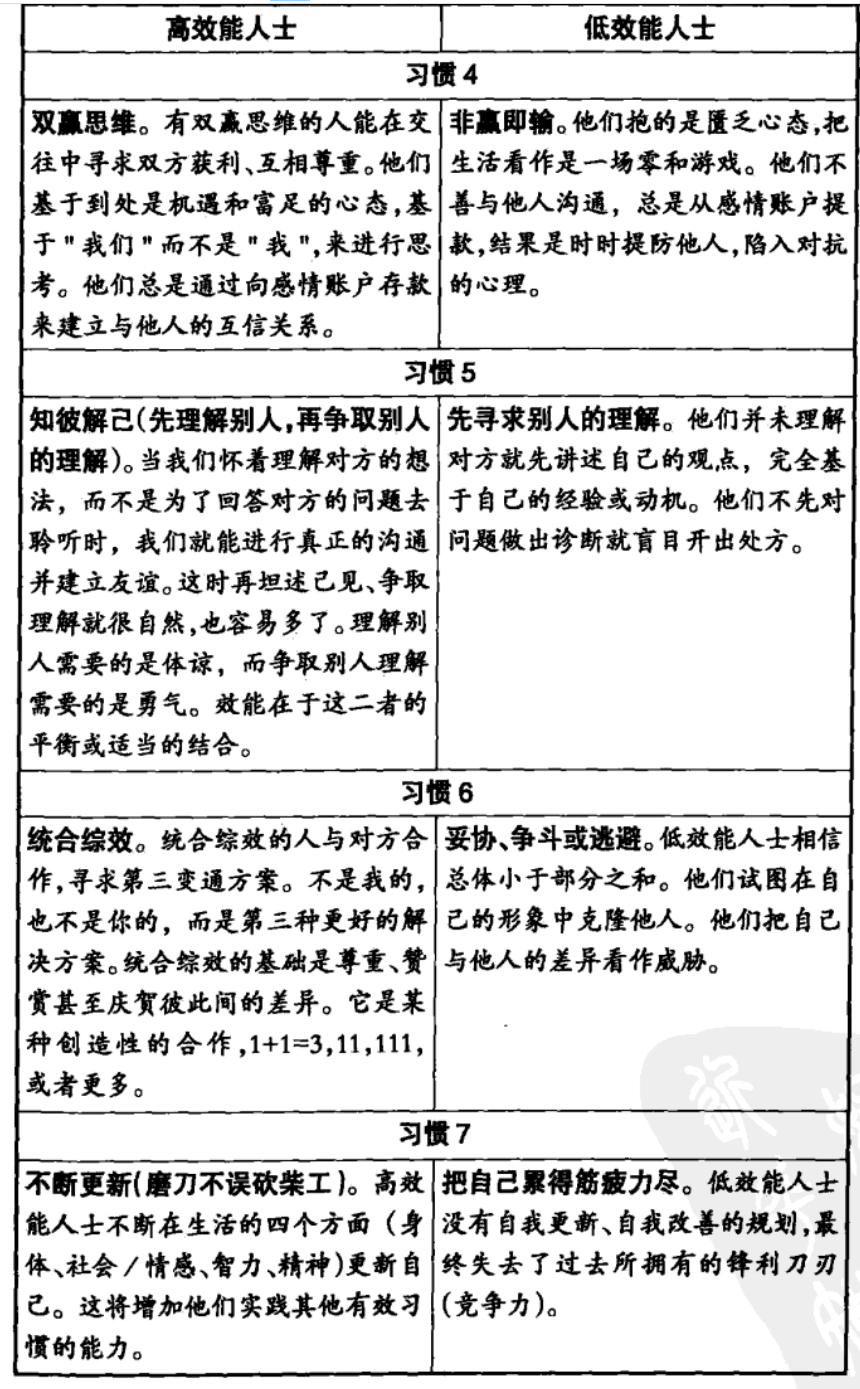 高效能人士
低效能人士
习惯4
双赢思维。有双赢思维的人能在交
往中寻求双方获利、互相尊重。他们
基于到处是机遇和富足的心态,基
于"我们"而不是"我",来进行思
考。他们总是通过向感情账户存款
来建立与他人的互信关系。
非赢即输。他们抱的是匮乏心态,把
生活看作是一场零和游戏。他们不
善与他人沟通，总是从感情账户提
款,结果是时时提防他人,陷入对抗
的心理。
习惯5
知彼解己(先理解别人,再争取别人
的理解)。当我们怀着理解对方的想
法，而不是为了回答对方的问题去
聆听时，我们就能进行真正的沟通
并建立友谊。这时再坦述己见、争取
理解就很自然,也容易多了。理解别
人需要的是体谅，而争取别人理解
需要的是勇气。效能在于这二者的
平衡或适当的结合。
先寻求别人的理解。他们并未理解
对方就先讲述自己的观点，完全基
于自己的经验或动机。他们不先对
问题做出诊断就盲目开出处方。
习惯6
统合综效。统合综效的人与对方合
作,寻求第三变通方案。不是我的，
也不是你的，而是第三种更好的解
决方案。统合综效的基础是尊重、赞
赏甚至庆贺彼此间的差异。它是某
种创造性的合作,1+1=3,11,111,
或者更多。
妥协、争斗或逃避。低效能人士相信
总体小于部分之和。他们试图在自
己的形象中克隆他人。他们把自己
与他人的差异看作威胁。
习惯7
不断更新(磨刀不误砍柴工)。高效
能人士不断在生活的四个方面（身
体、社会/情感、智力、精神)更新自
己。这将增加他们实践其他有效习
惯的能力。
把自己累得筋疲力尽。低效能人士
没有自我更新、自我改善的规划,最
终失去了过去所拥有的锋利刀刃
(竞争力)。